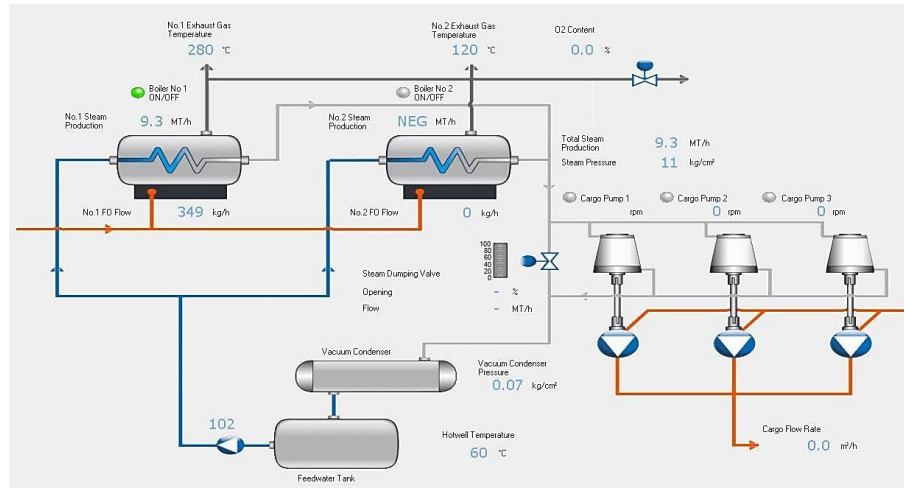 No.1 Exhaust Gas
Temperature
280 °C
No.2 Exhaust Gas
Temperature
120 °C
O2 Content
0.0 %
Boiler No 1
ON/OFF
Boiler No 2
ON/OFF
No.1 Steam
Production
9.3 MT/h
No.2 Steam
Production
NEG MT/h
Total Steam
Production
9.3 MT/h
Steam Pressure
11 kg/cm²
No.1 FO Flow
349 kg/h
No.2 FO Flow
0 kg/h
Cargo Pump 1
rpm
Cargo Pump 2
0 rpm
Cargo Pump 3
0 rpm
100
80
60
40
20
0
Steam Dumping Valve
Opening
- %
Flow
- MT/h
Vacuum Condenser
Vacuum Condenser
Pressure
0.07 kg/cm²
102
Hotwell Temperature
60 °C
Feedwater Tank
Cargo Flow Rate
0.0 m³/h